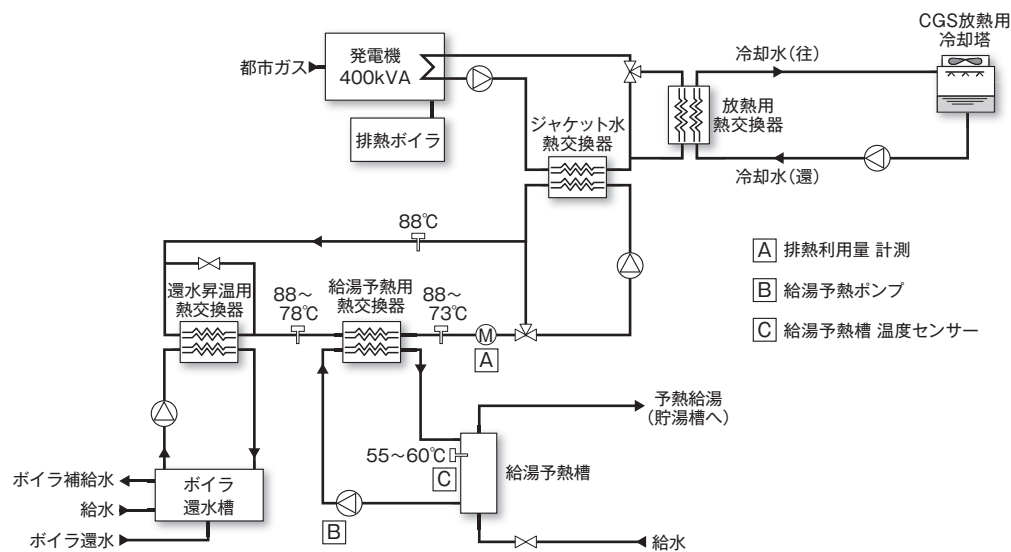 CGS放熱用
冷却塔
発電機
400kVA
都市ガス
冷却水(往)
放熱用
熱交換器
排熱ボイラ
ジャケット水
熱交換器
冷却水(還)
88℃
A 排熱利用量 計測
B 給湯予熱ポンプ
C 給湯予熱槽 温度センサー
還水昇温用
熱交換器
88～
78℃
給湯予熱用
熱交換器
88～
73℃
M
A
予熱給湯
(貯湯槽へ)
55～60℃
C
給湯予熱槽
ボイラ補給水
給水
ボイラ還水
ボイラ
還水槽
B
給水